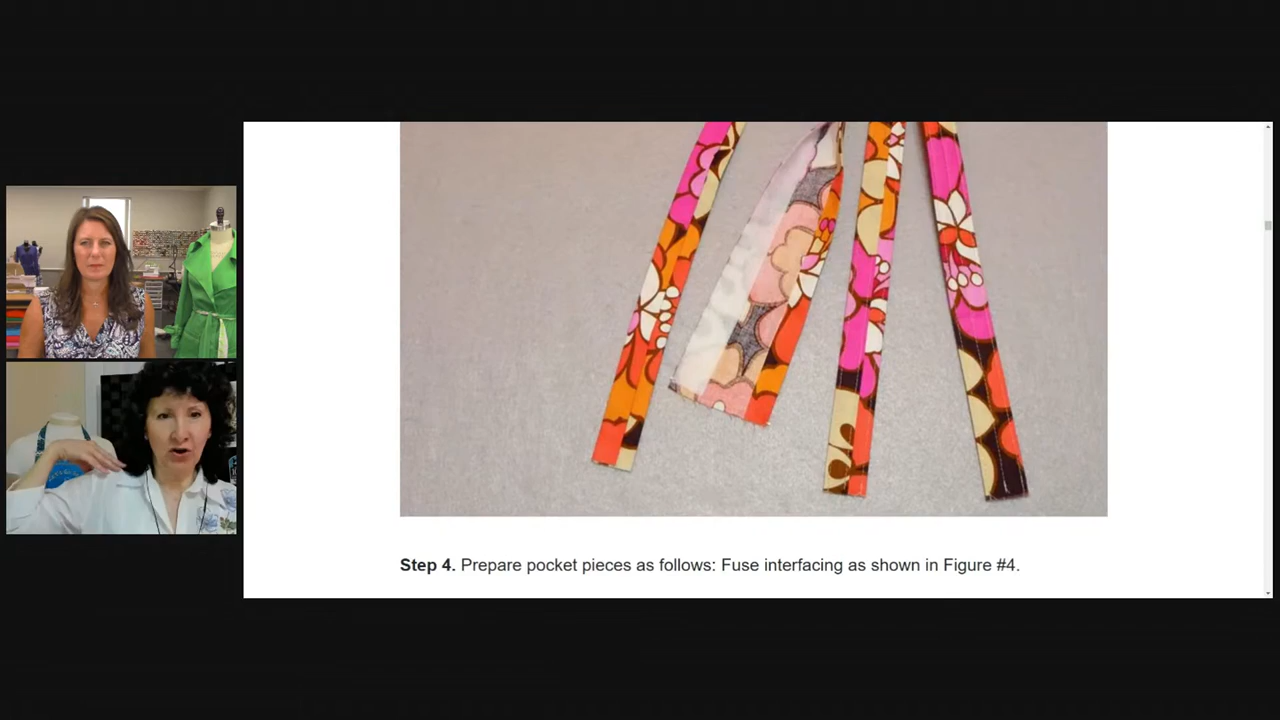 Step 4. Prepare pocket pieces as follows: Fuse interfacing as shown in Figure #4.